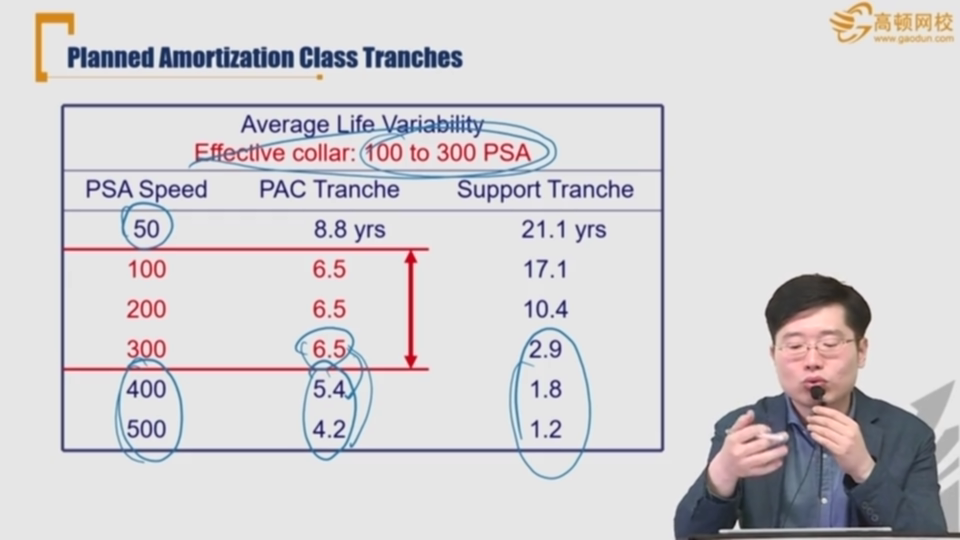 高顿网校
www.gaodun.com
Planned Amortization Class Tranches
Average Life Variability
Effective collar: 100 to 300 PSA
PSA Speed PAC Tranche Support Tranche
50 8.8 yrs 21.1 yrs
100 6.5 17.1
200 6.5 10.4
300 6.5 2.9
400 5.4 1.8
500 4.2 1.2